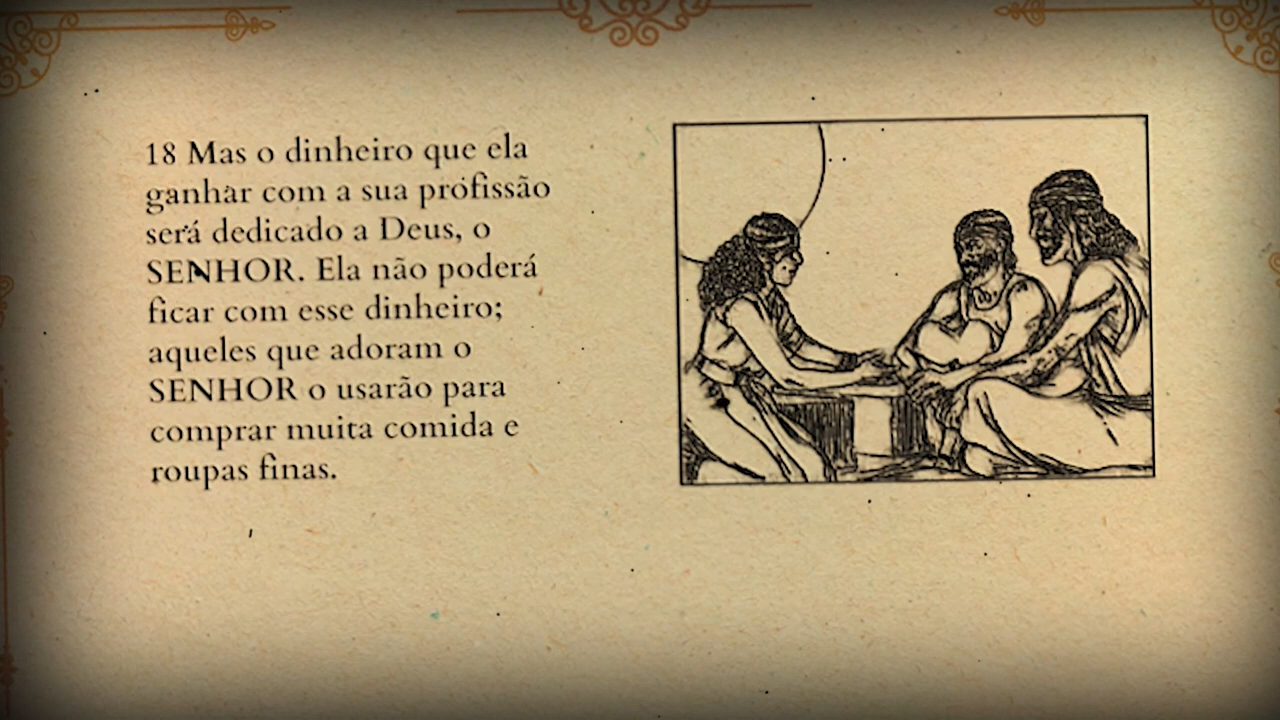 18 Mas o dinheiro que ela
ganhar com a sua profissão
será dedicado a Deus, o
SENHOR. Ela não poderá
ficar com esse dinheiro;
aqueles que adoram o
SENHOR o usarão para
comprar muita comida e
roupas finas.